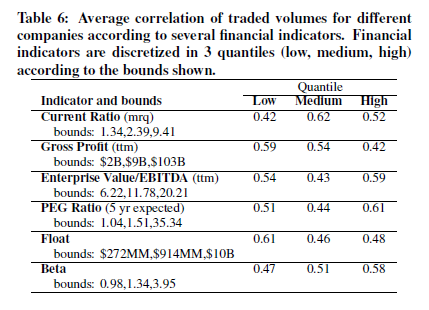 Table 6: Average correlation of traded volumes for different
companies according to several financial indicators. Financial
indicators are discretized in 3 quantiles (low, medium, high)
according to the bounds shown.
Quantile
Indicator and bounds Low Medium High
Current Ratio (mrq) 0.42 0.62 0.52
bounds: 1.34,2.39,9.41
Gross Profit (ttm) 0.59 0.54 0.42
bounds: $2B,$9B,$103B
Enterprise Value/EBITDA (ttm) 0.54 0.43 0.59
bounds: 6.22,11.78,20.21
PEG Ratio (5 yr expected) 0.51 0.44 0.61
bounds: 1.04,1.51,35.34
Float 0.61 0.46 0.48
bounds: $272MM,$914MM,$10B
Beta 0.47 0.51 0.58
bounds: 0.98,1.34,3.95